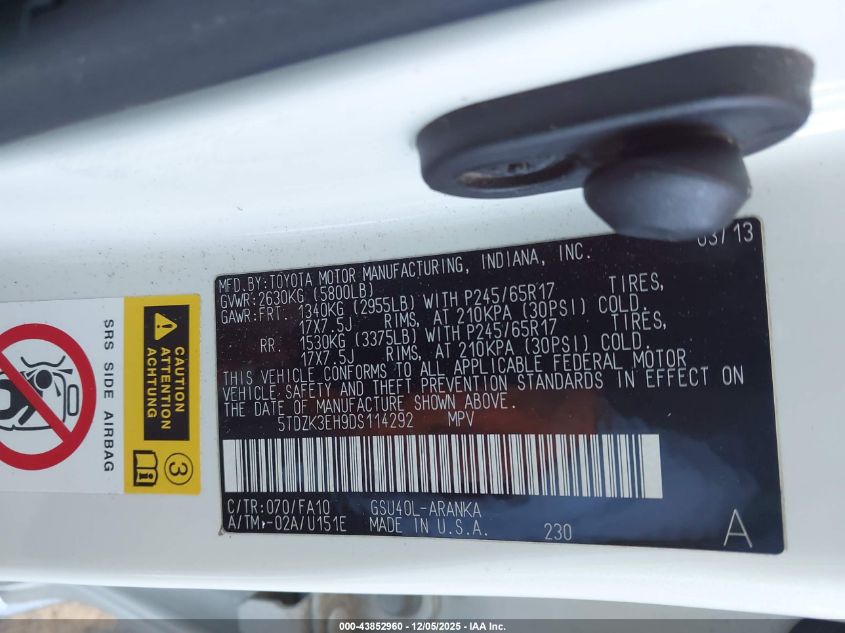 03/13
MFD. BY: TOYOTA MOTOR MANUFACTURING, INDIANA, INC.
GVWR: 2630KG (5800LB)
GAWR: FRT. 1340KG (2955LB) WITH P245/65R17 TIRES,
17X7.5J RIMS, AT 210KPA (30PSI) COLD.
RR. 1530KG (3375LB) WITH P245/65R17 TIRES,
17X7.5J RIMS, AT 210KPA (30PSI) COLD.
THIS VEHICLE CONFORMS TO ALL APPLICABLE FEDERAL MOTOR
VEHICLE SAFETY AND THEFT PREVENTION STANDARDS IN EFFECT ON
THE DATE OF MANUFACTURE SHOWN ABOVE.
5TDZK3EH9DS114292 MPV
C/TR: 070/FA10 GSU40L-ARANKA
A/TM: -02A/U151E MADE IN U.S.A. 230
A
SRS SIDE AIRBAG
CAUTION
ATTENTION
ACHTUNG
3
000-43852960 - 12/05/2025 - IAA Inc.